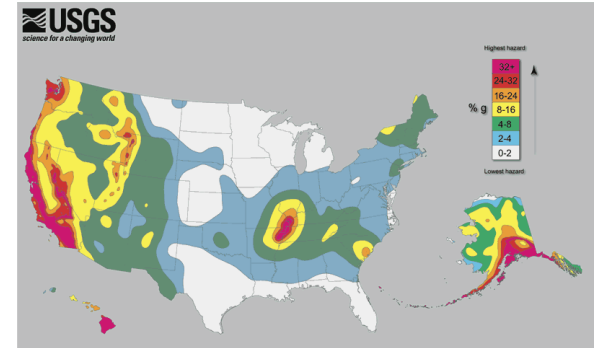 USGS
science for a changing world
Highest hazard
% g
32+
24-32
16-24
8-16
4-8
2-4
0-2
Lowest hazard